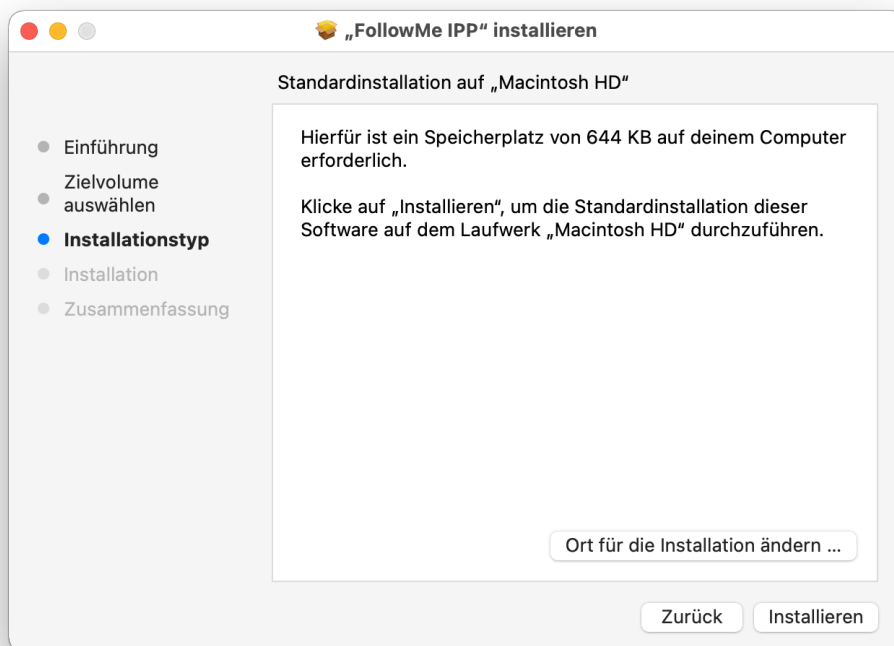 „FollowMe IPP“ installieren
Standardinstallation auf „Macintosh HD“
Einführung
Zielvolume
auswählen
Installationstyp
Installation
Zusammenfassung
Hierfür ist ein Speicherplatz von 644 KB auf deinem Computer
erforderlich.
Klicke auf „Installieren“, um die Standardinstallation dieser
Software auf dem Laufwerk „Macintosh HD“ durchzuführen.
Ort für die Installation ändern ...
Zurück
Installieren